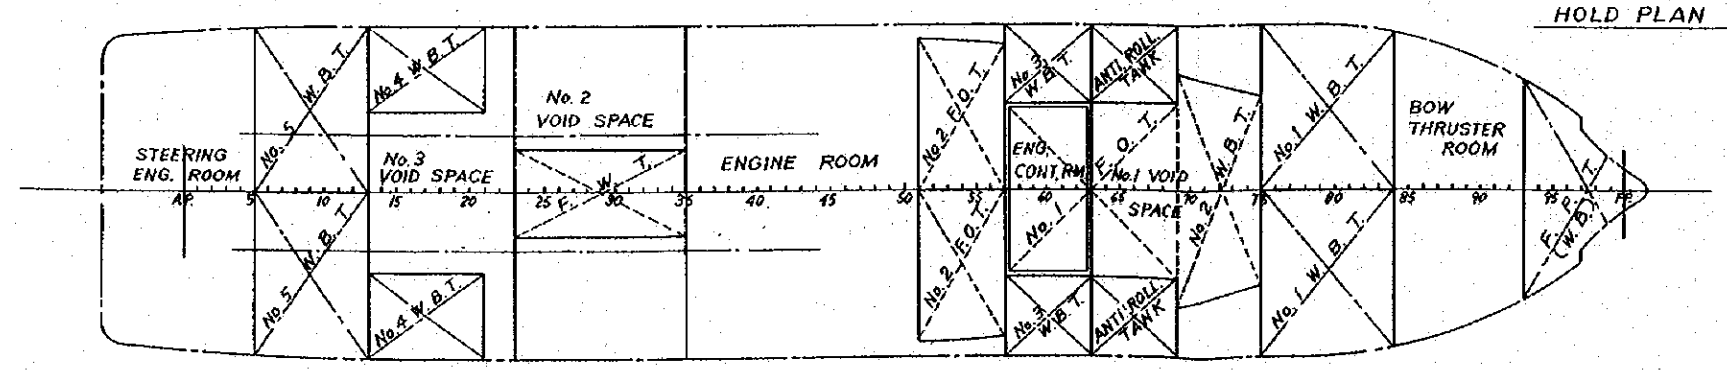 HOLD PLAN
No. 5 W. B. T.
No. 4 W. B. T.
No. 2
VOID SPACE
No. 2 F. O. T.
No. 3
W. B. T.
ANTI. ROLL.
TANK
No. 1 W. B. T.
BOW
THRUSTER
ROOM
STEERING
ENG. ROOM
No. 3
VOID SPACE
F. W. T.
ENGINE ROOM
ENG.
CONT. RM.
No. 1 F. O. T.
No. 1 VOID
SPACE
No. 2 W. B. T.
F. P. T.
(W. B.)
A.P. 5 10 15 20 25 30 35 40 45 50 55 60 65 70 75 80 85 90 95 F.P.
No. 5 W. B. T.
No. 4 W. B. T.
No. 2 F. O. T.
No. 3
W. B. T.
ANTI. ROLL.
TANK
No. 1 W. B. T.